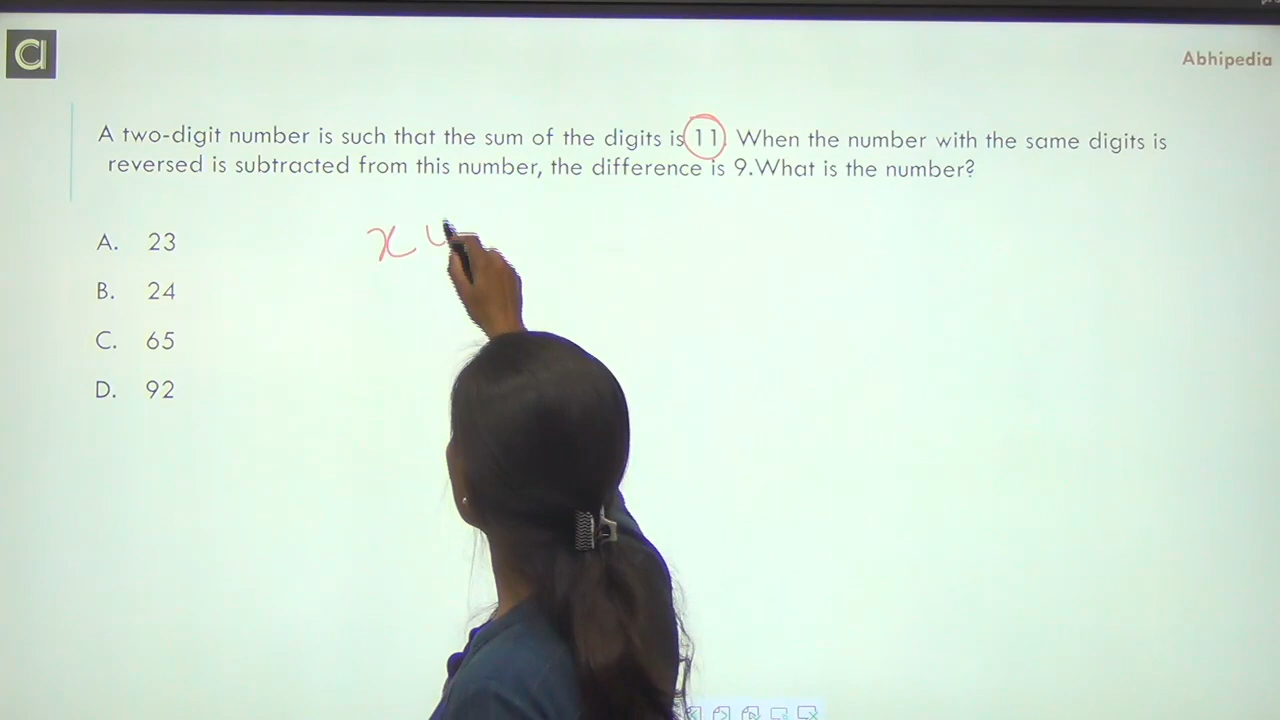 Abhipedia
A two-digit number is such that the sum of the digits is 11. When the number with the same digits is
reversed is subtracted from this number, the difference is 9.What is the number?
A. 23
B. 24
C. 65
D. 92
x